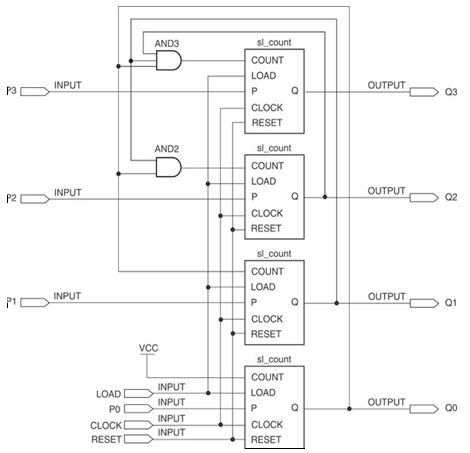 sl_count
AND3
COUNT
LOAD
P3 INPUT P Q OUTPUT Q3
CLOCK
RESET
AND2 sl_count
COUNT
LOAD
P2 INPUT P Q OUTPUT Q2
CLOCK
RESET
sl_count
COUNT
LOAD
P1 INPUT P Q OUTPUT Q1
CLOCK
RESET
VCC sl_count
COUNT
LOAD INPUT LOAD
P0 INPUT P Q OUTPUT Q0
CLOCK INPUT CLOCK
RESET INPUT RESET